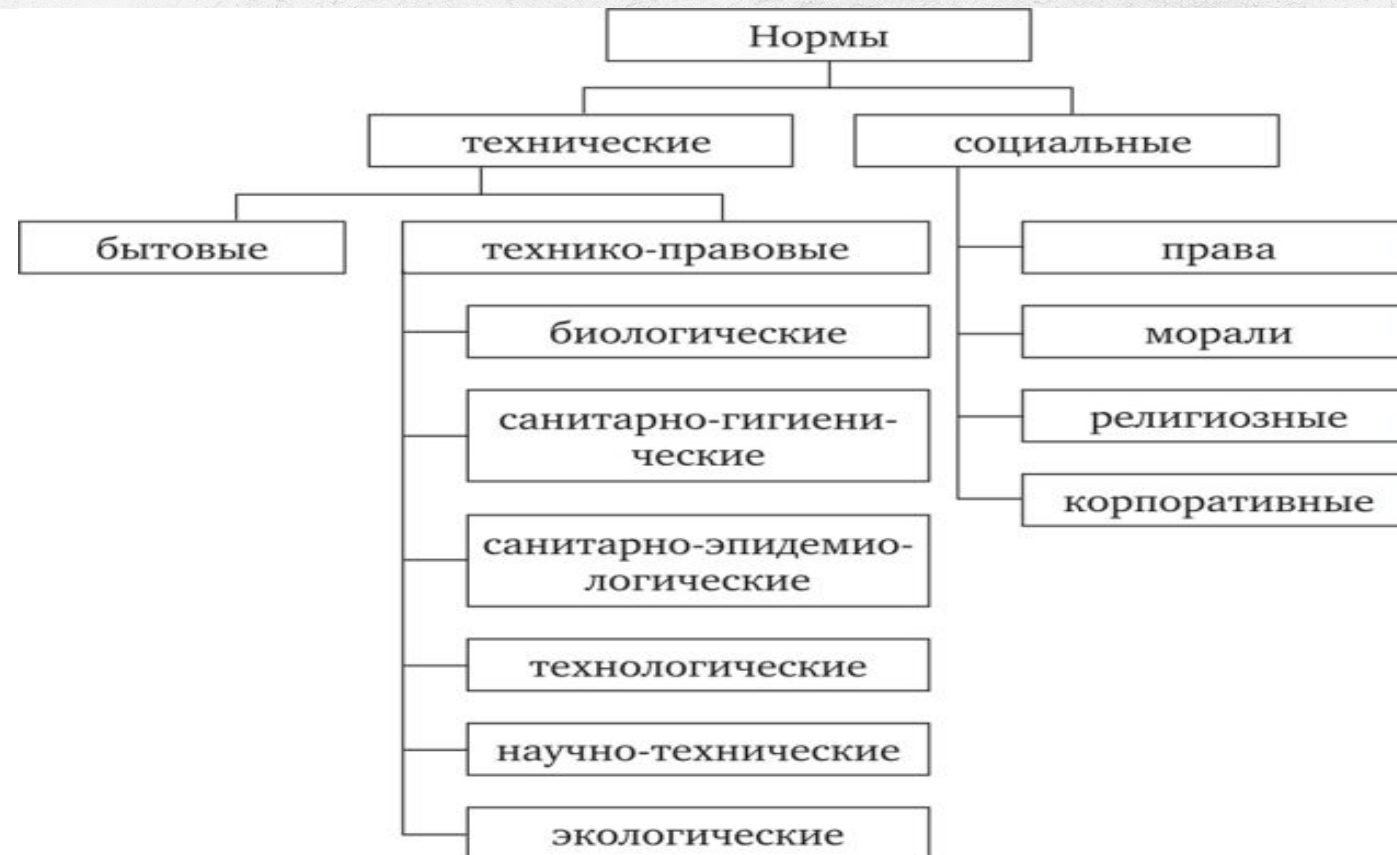 Нормы
технические
социальные
бытовые
технико-правовые
права
биологические
морали
санитарно-гигиени-
ческие
религиозные
корпоративные
санитарно-эпидемио-
логические
технологические
научно-технические
экологические